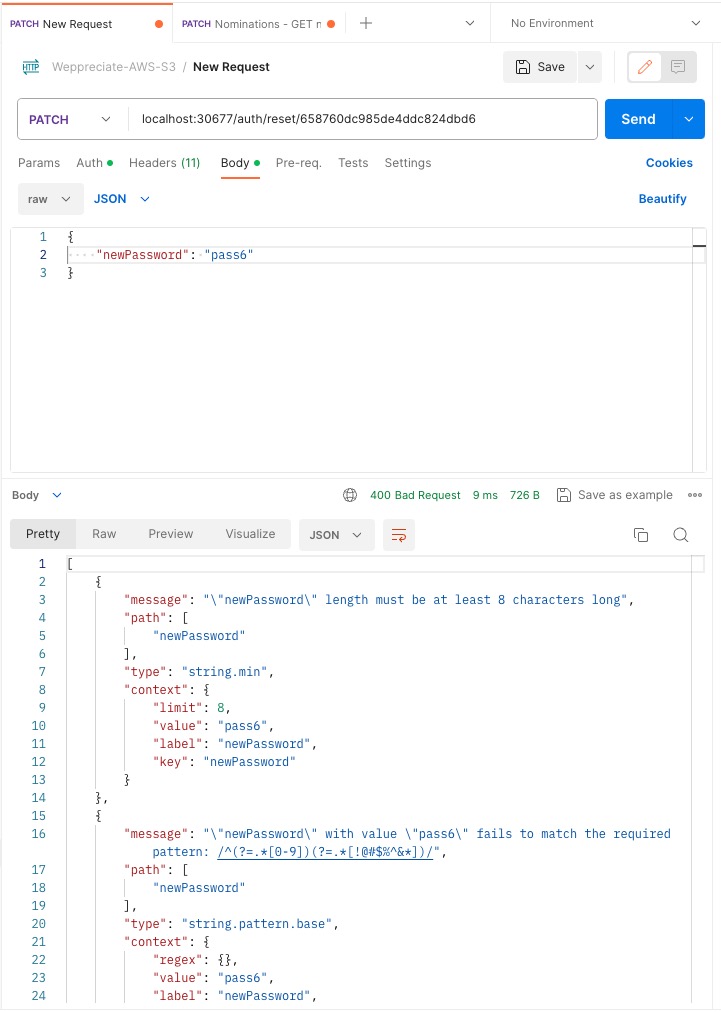 PATCH New Request
PATCH Nominations - GET n
No Environment
HTTP Weppreciate-AWS-S3 / New Request
Save
PATCH localhost:30677/auth/reset/658760dc985de4ddc824dbd6 Send
Params Auth Headers (11) Body Pre-req. Tests Settings Cookies
raw JSON Beautify
1 {
2 ····"newPassword":·"pass6"
3 }
Body 400 Bad Request 9 ms 726 B Save as example
Pretty Raw Preview Visualize JSON
1 [
2 {
3 "message": "\"newPassword\" length must be at least 8 characters long",
4 "path": [
5 "newPassword"
6 ],
7 "type": "string.min",
8 "context": {
9 "limit": 8,
10 "value": "pass6",
11 "label": "newPassword",
12 "key": "newPassword"
13 }
14 },
15 {
16 "message": "\"newPassword\" with value \"pass6\" fails to match the required
pattern: /^(?=.*[0-9])(?=.*[!@#$%^&*])/",
17 "path": [
18 "newPassword"
19 ],
20 "type": "string.pattern.base",
21 "context": {
22 "regex": {},
23 "value": "pass6",
24 "label": "newPassword",